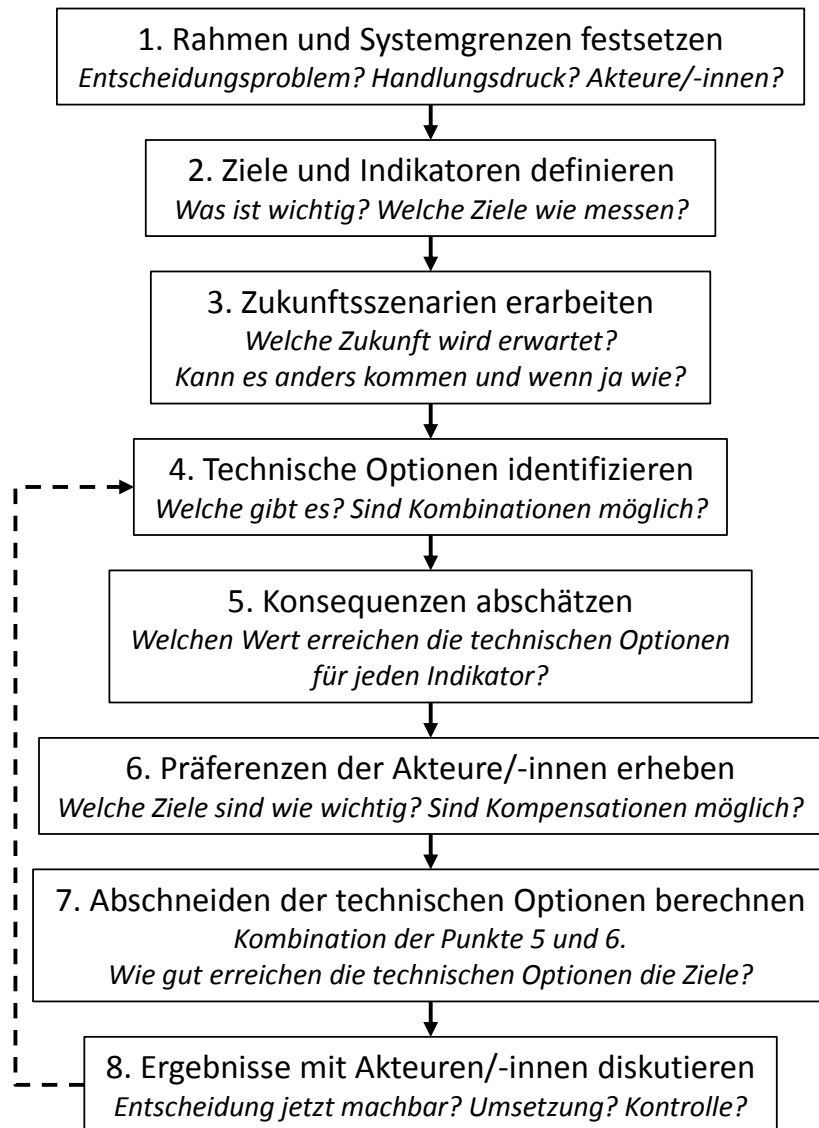 1. Rahmen und Systemgrenzen festsetzen
Entscheidungsproblem? Handlungsdruck? Akteure/-innen?
2. Ziele und Indikatoren definieren
Was ist wichtig? Welche Ziele wie messen?
3. Zukunftsszenarien erarbeiten
Welche Zukunft wird erwartet?
Kann es anders kommen und wenn ja wie?
4. Technische Optionen identifizieren
Welche gibt es? Sind Kombinationen möglich?
5. Konsequenzen abschätzen
Welchen Wert erreichen die technischen Optionen
für jeden Indikator?
6. Präferenzen der Akteure/-innen erheben
Welche Ziele sind wie wichtig? Sind Kompensationen möglich?
7. Abschneiden der technischen Optionen berechnen
Kombination der Punkte 5 und 6.
Wie gut erreichen die technischen Optionen die Ziele?
8. Ergebnisse mit Akteuren/-innen diskutieren
Entscheidung jetzt machbar? Umsetzung? Kontrolle?